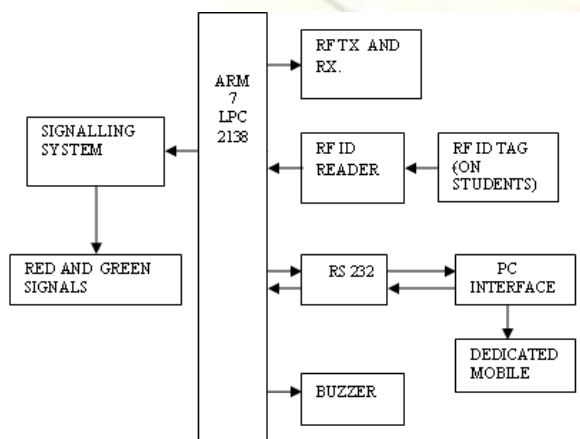 RF TX AND
RX.
ARM
7
LPC
2138
SIGNALLING
SYSTEM
RF ID
READER
RF ID TAG
(ON
STUDENTS)
RED AND GREEN
SIGNALS
RS 232
PC
INTERFACE
DEDICATED
MOBILE
BUZZER